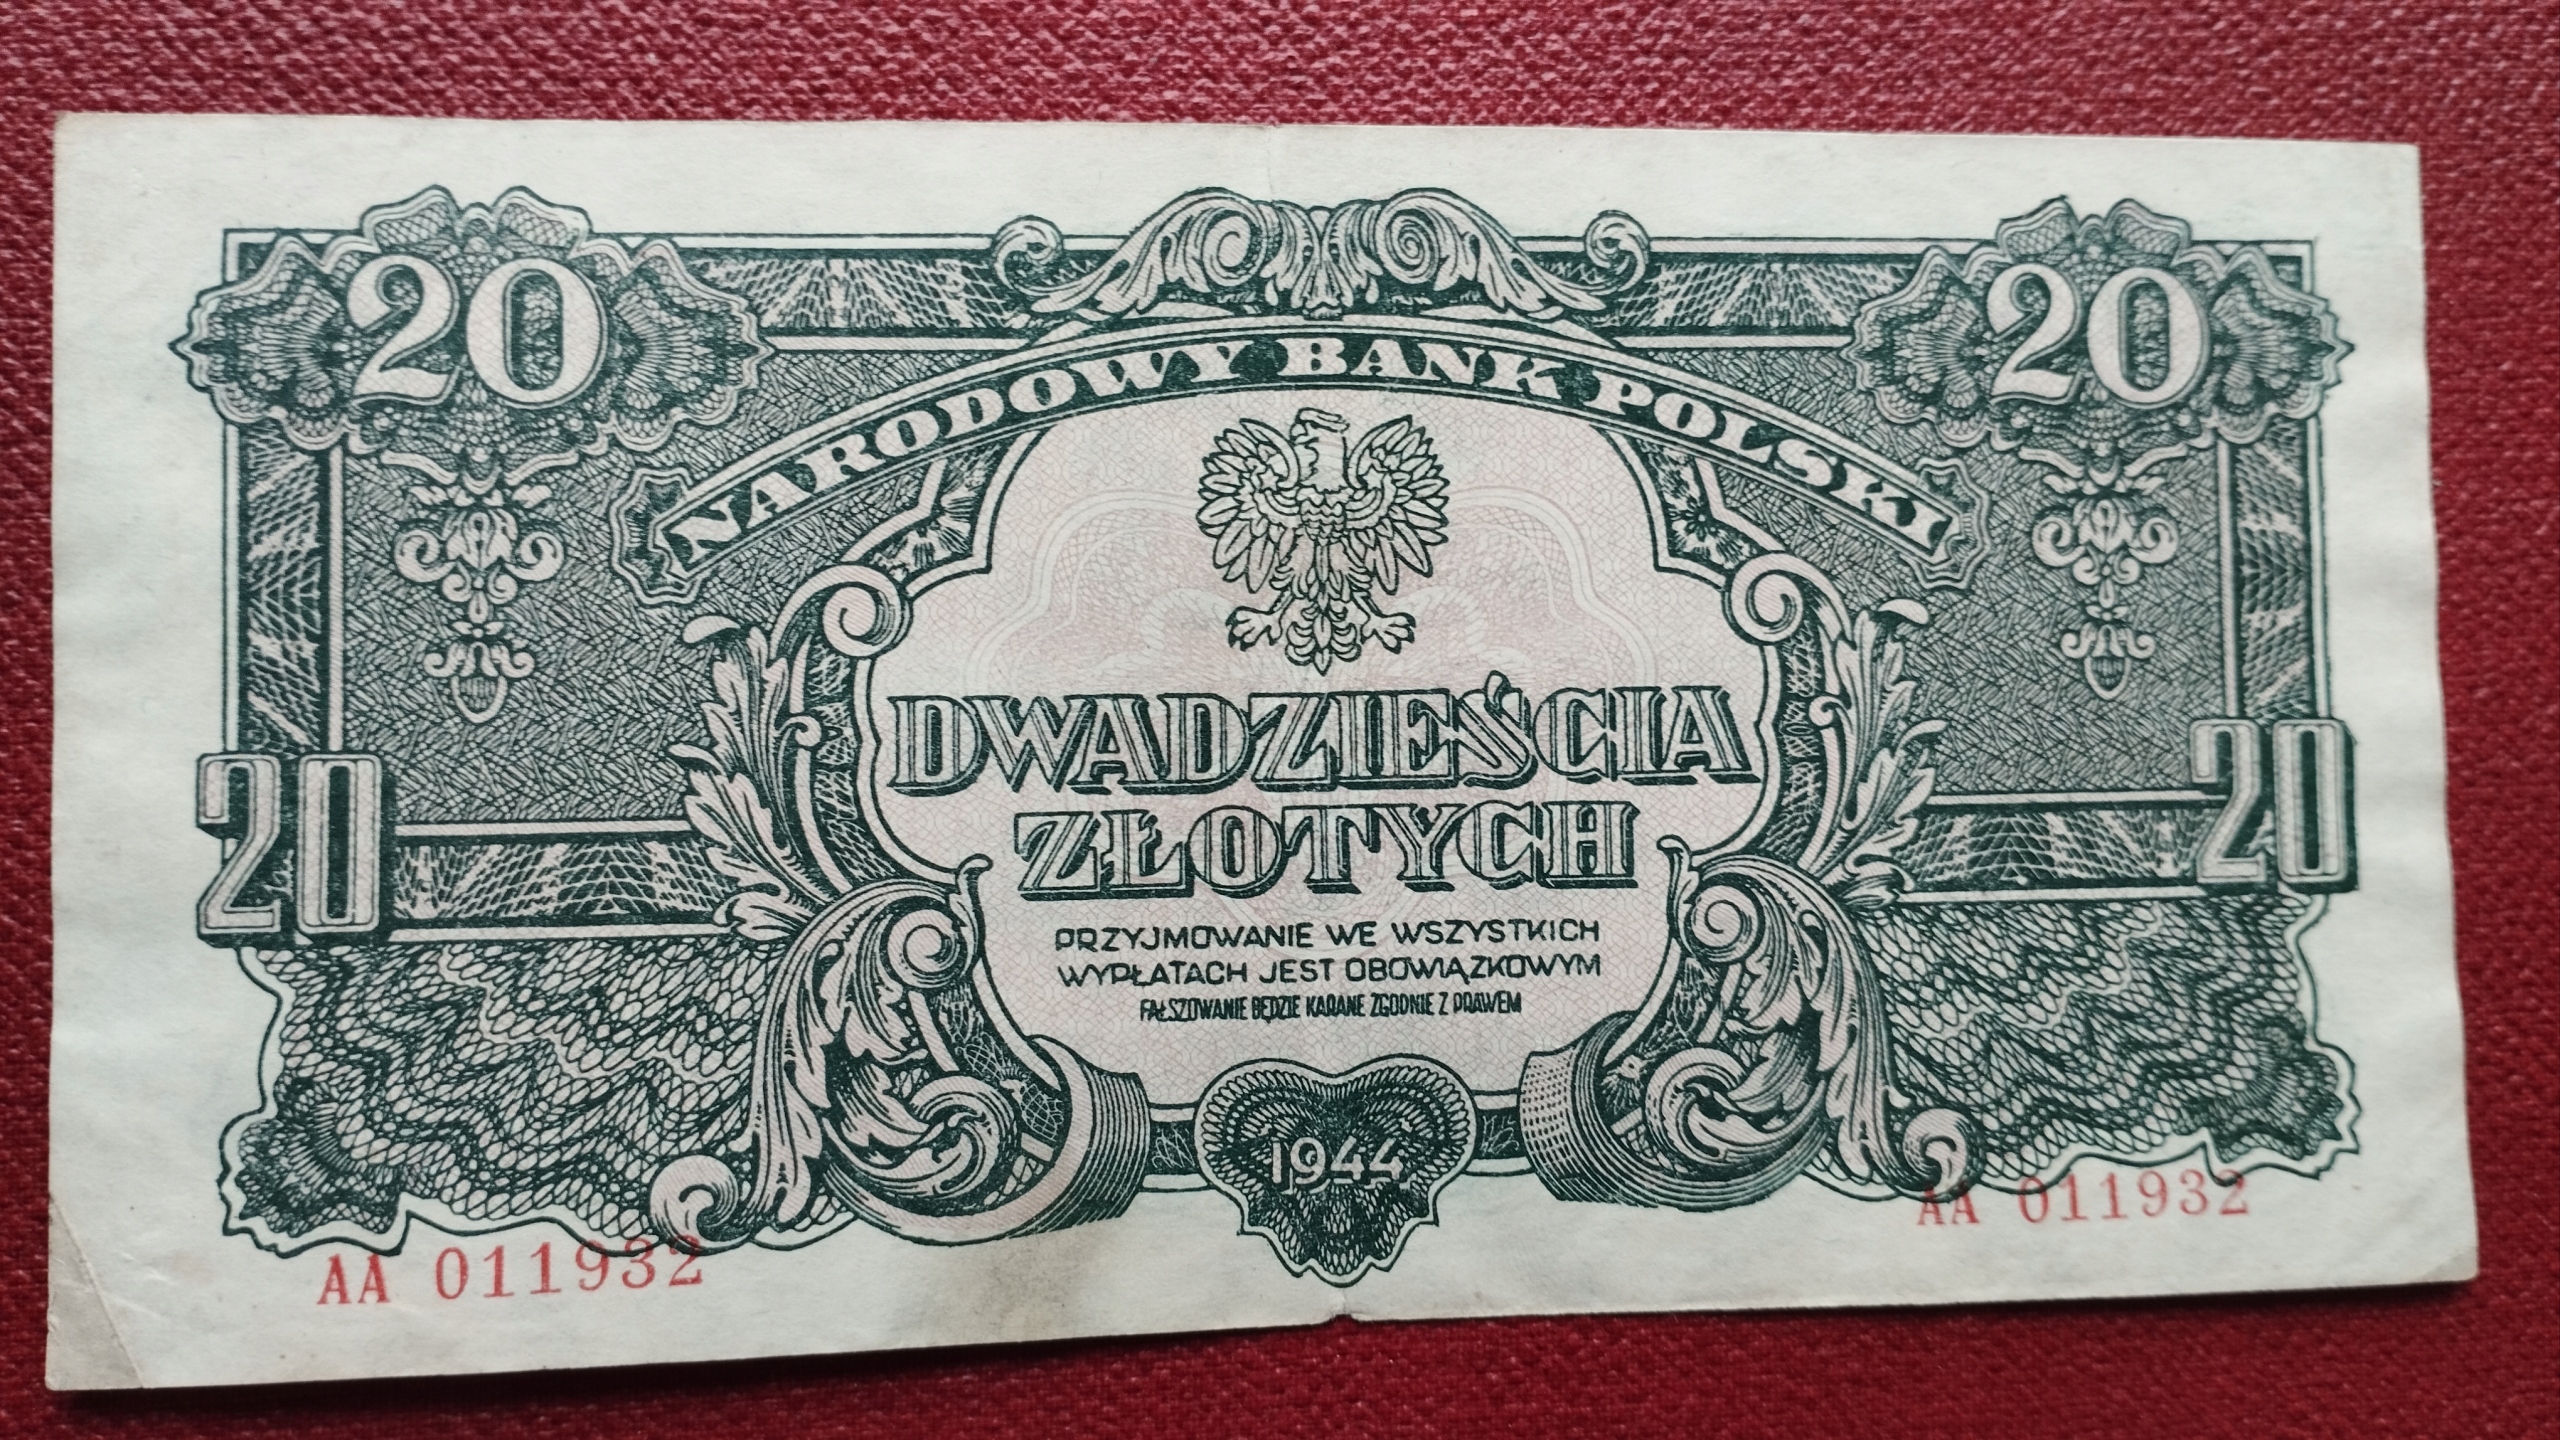 20
20
NARODOWY BANK POLSKI
DWADZIEŚCIA
ZŁOTYCH
20
20
PRZYJMOWANIE WE WSZYSTKICH
WYPŁATACH JEST OBOWIĄZKOWYM
FAŁSZOWANIE BĘDZIE KARANE ZGODNIE Z PRAWEM
1944
AA 011932
AA 011932